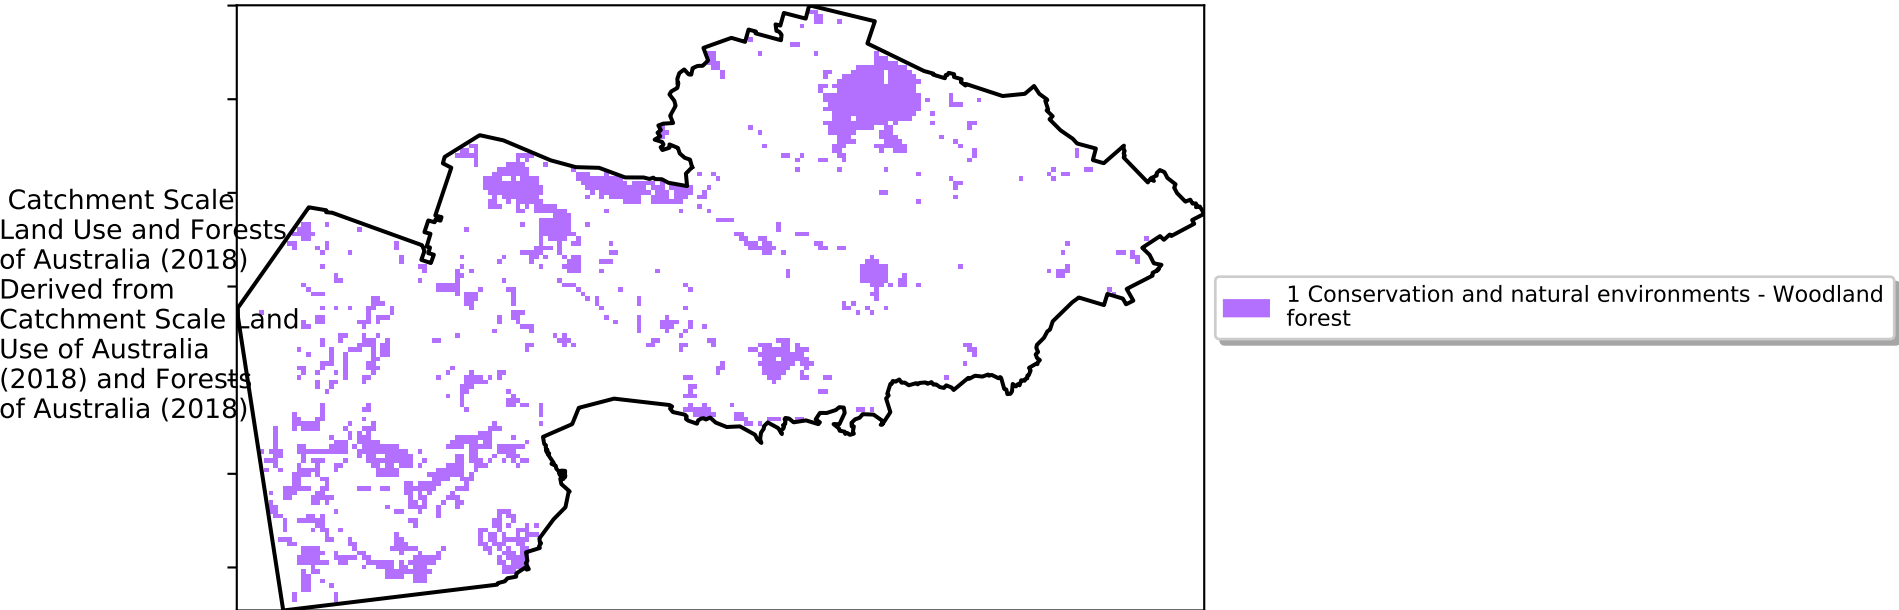 Catchment Scale
Land Use and Forests
of Australia (2018)
Derived from
Catchment Scale Land
Use of Australia
(2018) and Forests
of Australia (2018)
1 Conservation and natural environments - Woodland
forest